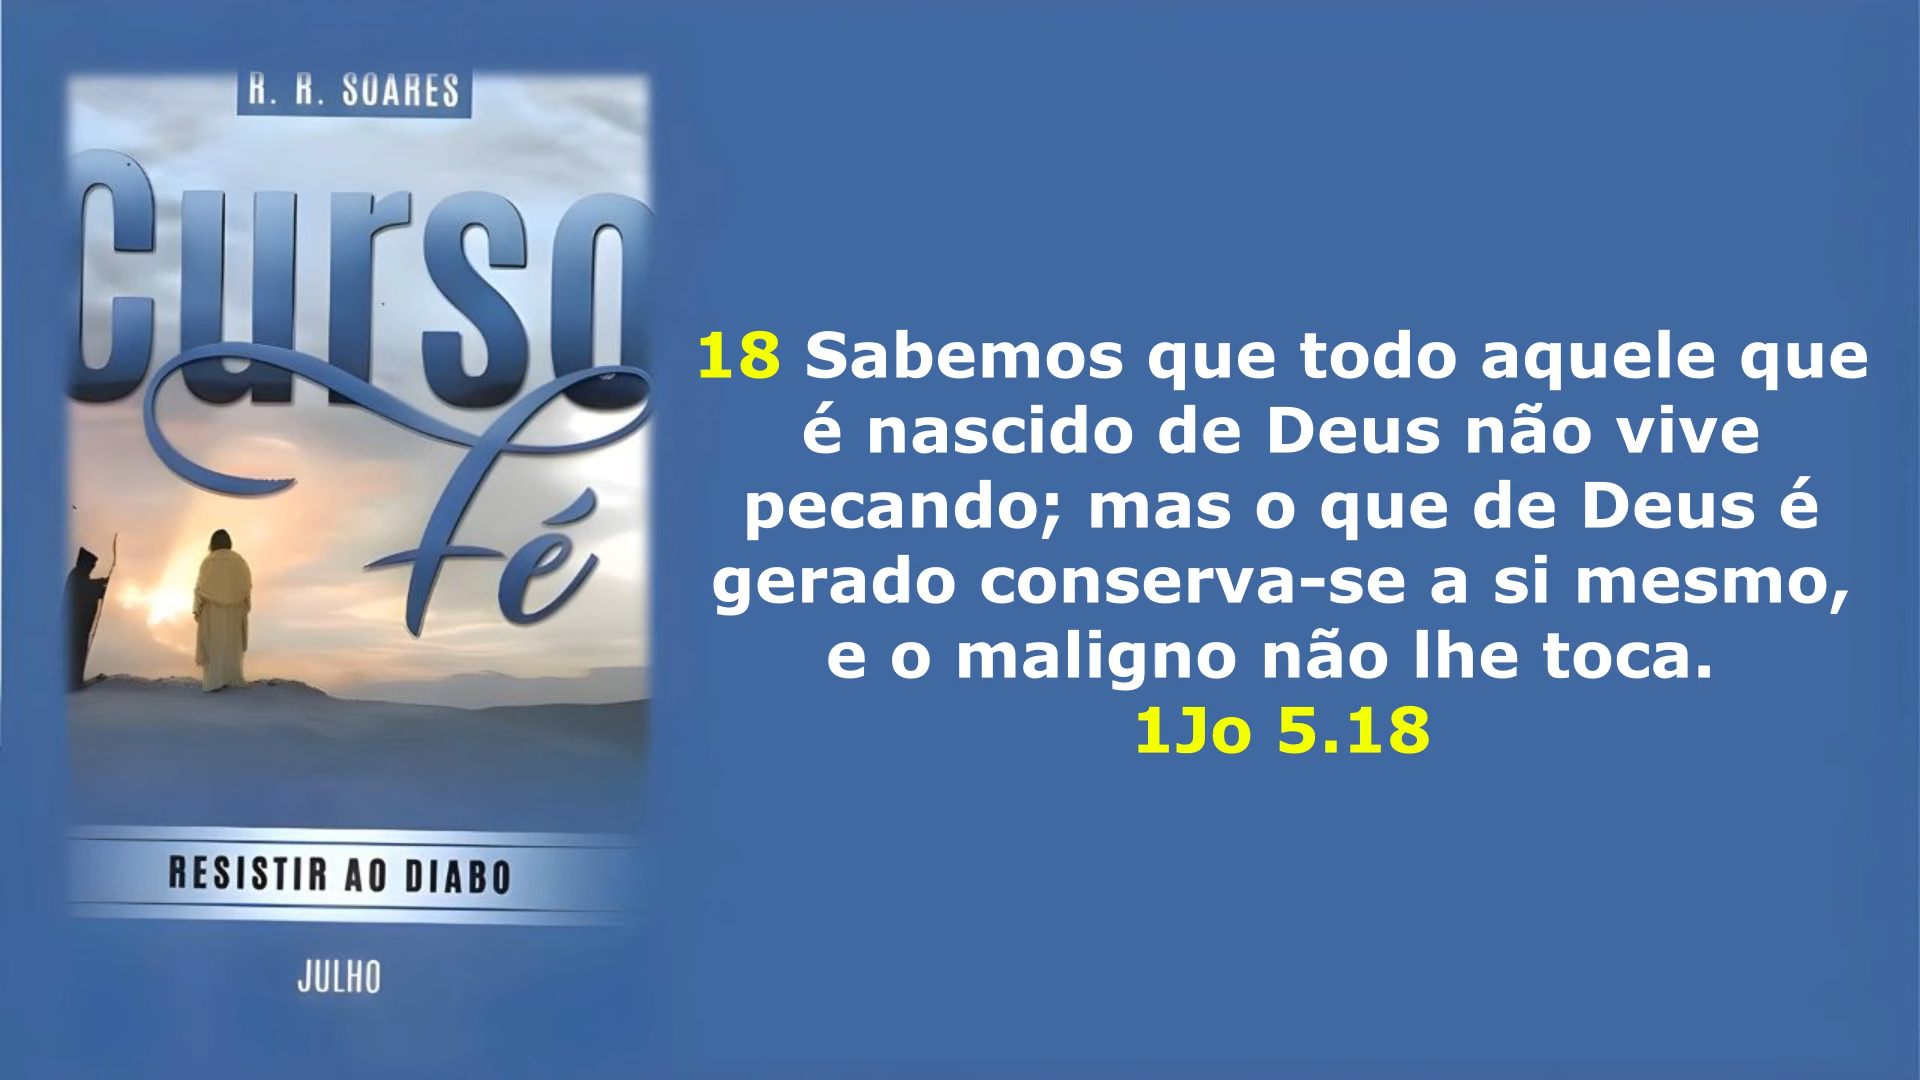 R. R. SOARES
Curso
Fé
RESISTIR AO DIABO
JULHO
18 Sabemos que todo aquele que
é nascido de Deus não vive
pecando; mas o que de Deus é
gerado conserva-se a si mesmo,
e o maligno não lhe toca.
1Jo 5.18